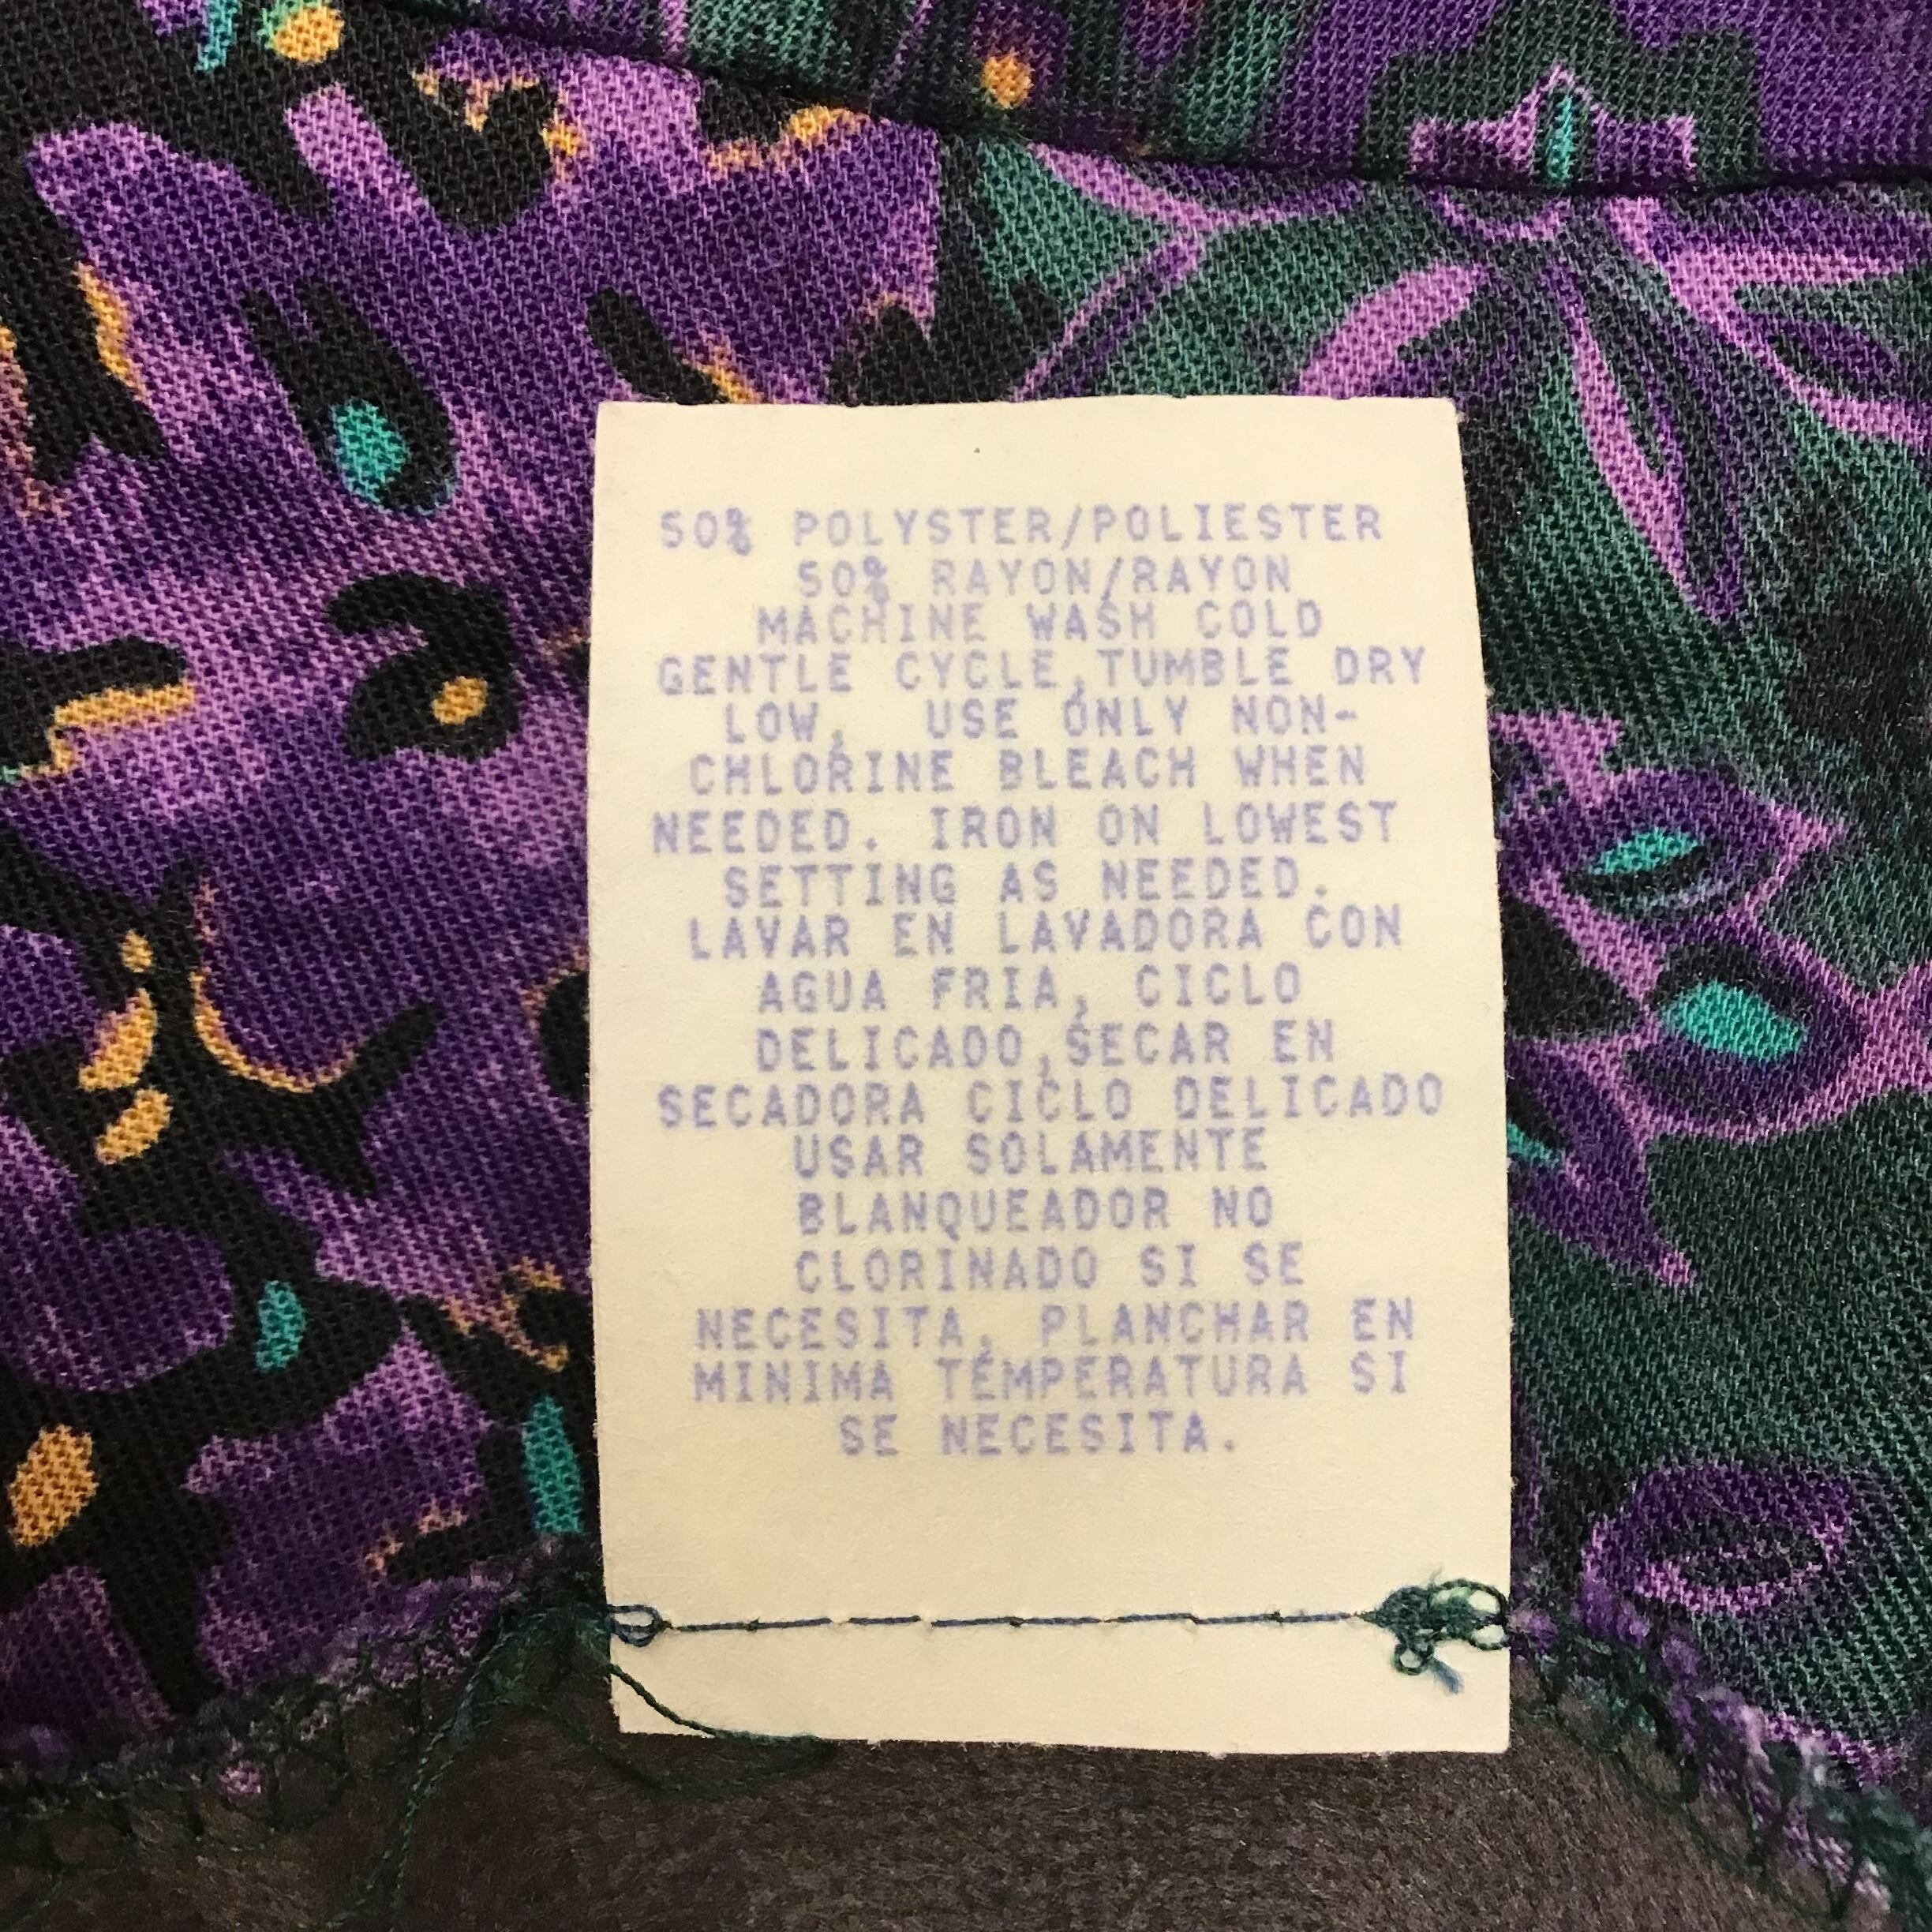 50% POLYSTER/POLIESTER
50% RAYON/RAYON
MACHINE WASH COLD
GENTLE CYCLE,TUMBLE DRY
LOW, USE ONLY NON-
CHLORINE BLEACH WHEN
NEEDED. IRON ON LOWEST
SETTING AS NEEDED.
LAVAR EN LAVADORA CON
AGUA FRIA, CICLO
DELICADO,SECAR EN
SECADORA CICLO DELICADO
USAR SOLAMENTE
BLANQUEADOR NO
CLORINADO SI SE
NECESITA, PLANCHAR EN
MINIMA TEMPERATURA SI
SE NECESITA.